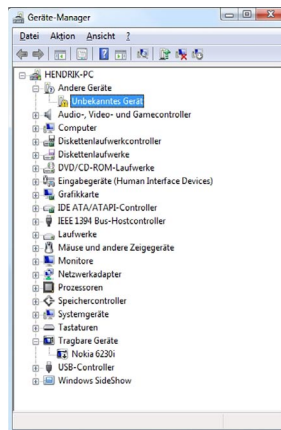 Geräte-Manager
Datei Aktion Ansicht ?
HENDRIK-PC
Andere Geräte
Unbekanntes Gerät
Audio-, Video- und Gamecontroller
Computer
Diskettenlaufwerkcontroller
Diskettenlaufwerke
DVD/CD-ROM-Laufwerke
Eingabegeräte (Human Interface Devices)
Grafikkarte
IDE ATA/ATAPI-Controller
IEEE 1394 Bus-Hostcontroller
Laufwerke
Mäuse und andere Zeigegeräte
Monitore
Netzwerkadapter
Prozessoren
Speichercontroller
Systemgeräte
Tastaturen
Tragbare Geräte
Nokia 6230i
USB-Controller
Windows SideShow